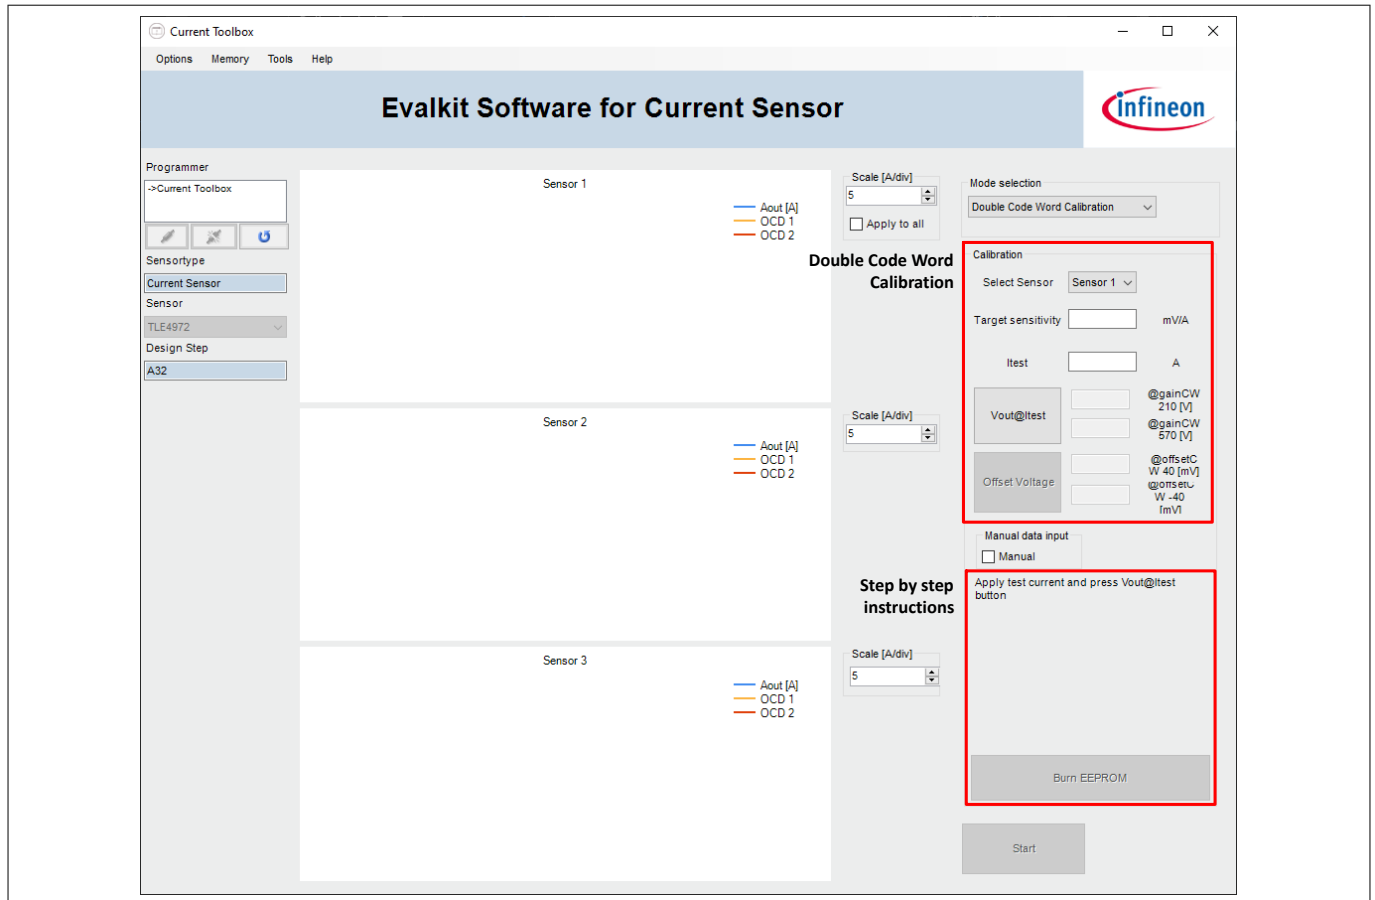 Current Toolbox
Options Memory Tools Help
Evalkit Software for Current Sensor
infineon
Programmer
->Current Toolbox
Sensortype
Current Sensor
Sensor
TLE4972
Design Step
A32
Sensor 1
Aout [A]
OCD 1
OCD 2
Scale [A/div]
5
Apply to all
Sensor 2
Aout [A]
OCD 1
OCD 2
Scale [A/div]
5
Sensor 3
Aout [A]
OCD 1
OCD 2
Scale [A/div]
5
Mode selection
Double Code Word Calibration
Double Code Word
Calibration
Calibration
Select Sensor Sensor 1
Target sensitivity mV/A
Itest A
Vout@Itest
@gainCW
210 [V]
@gainCW
570 [V]
Offset Voltage
@offsetC
W 40 [mV]
@offsetC
W -40
[mV]
Manual data input
Manual
Step by step
instructions
Apply test current and press Vout@Itest
button
Burn EEPROM
Start